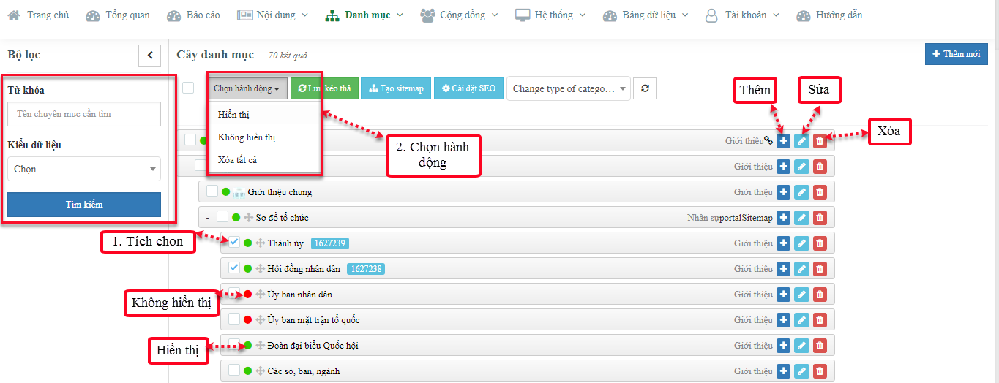 Trang chủ Tổng quan Báo cáo Nội dung Danh mục Cộng đồng Hệ thống Bảng dữ liệu Tài khoản Hướng dẫn
Bộ lọc
Từ khóa
Tên chuyên mục cần tìm
Kiểu dữ liệu
Chọn
Tìm kiếm
Cây danh mục — 70 kết quả
Thêm mới
Chọn hành động Lưu kéo thả Tạo sitemap Cài đặt SEO Change type of catego…
Hiển thị
Không hiển thị
Xóa tất cả
2. Chọn hành
động
Thêm
Sửa
Xóa
Giới thiệu
- Giới thiệu
Giới thiệu chung Giới thiệu
- Sơ đồ tổ chức Nhân sựportalSitemap
1. Tích chon
Thành ủy 1627239 Giới thiệu
Hội đồng nhân dân 1627238 Giới thiệu
Không hiển thị
Ủy ban nhân dân Giới thiệu
Ủy ban mặt trận tổ quốc Giới thiệu
Hiển thị
Đoàn đại biểu Quốc hội Giới thiệu
Các sở, ban, ngành Giới thiệu